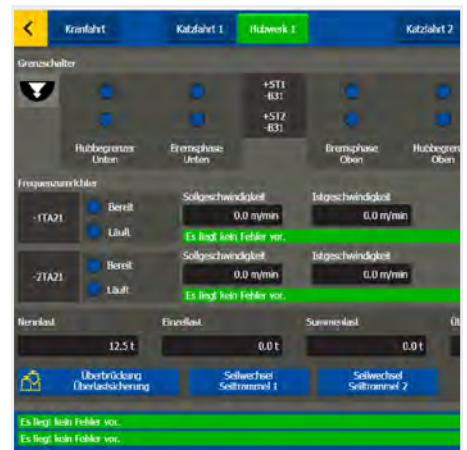 Kranfahrt Katzfahrt 1 Hubwerk 1 Katzfahrt 2
Grenzschalter
+ST1
-B31
+ST2
-B31
Hubbegrenzer
Unten
Bremsphase
Unten
Bremsphase
Oben
Hubbegren
Oben
Frequenzumrichter
-1TA21
Bereit
Läuft
Sollgeschwindigkeit Istgeschwindigkeit
0.0 m/min 0.0 m/min
Es liegt kein Fehler vor.
-2TA21
Bereit
Läuft
Sollgeschwindigkeit Istgeschwindigkeit
0.0 m/min 0.0 m/min
Es liegt kein Fehler vor.
Nennlast Einzellast Summenlast Üb
12.5 t 0.0 t 0.0 t
Überbrückung
Überlastsicherung
Seilwechsel
Seiltrommel 1
Seilwechsel
Seiltrommel 2
Es liegt kein Fehler vor.
Es liegt kein Fehler vor.